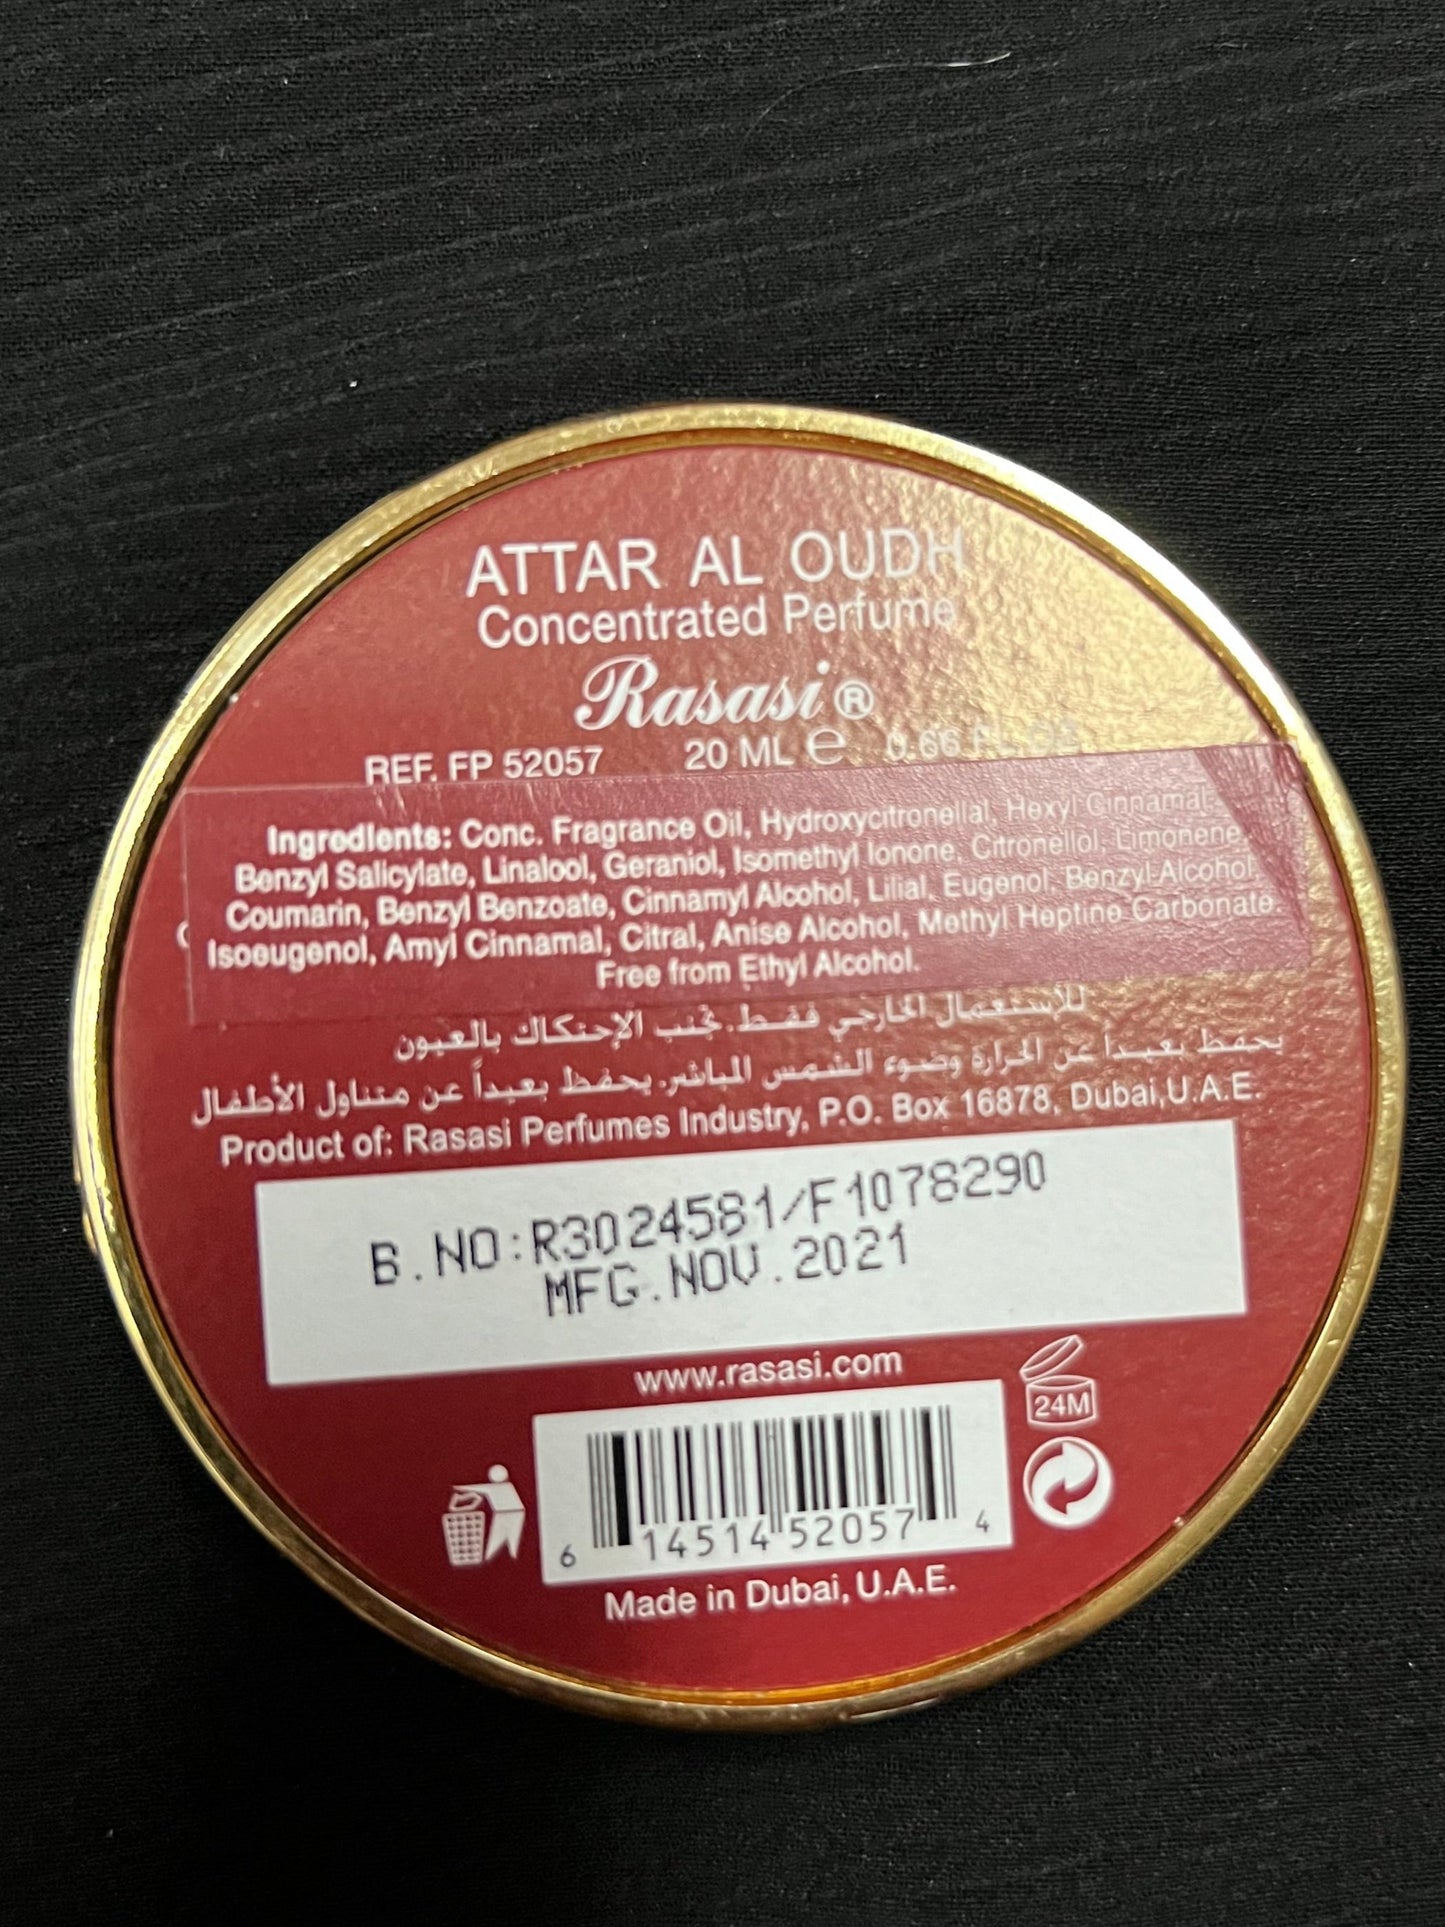 ATTAR AL OUDH
Concentrated Perfume
Rasasi ®
REF. FP 52057 20 ML ℮ 0.66 FL.OZ.
Ingredients: Conc. Fragrance Oil, Hydroxycitronellal, Hexyl Cinnamal,
Benzyl Salicylate, Linalool, Geraniol, Isomethyl Ionone, Citronellol, Limonene,
Coumarin, Benzyl Benzoate, Cinnamyl Alcohol, Lilial, Eugenol, Benzyl Alcohol
Isoeugenol, Amyl Cinnamal, Citral, Anise Alcohol, Methyl Heptine Carbonate
Free from Ethyl Alcohol.
للاستعمال الخارجي فقط. تجنب الإحتكاك بالعيون
يحفظ بعيداً عن الحرارة وضوء الشمس المباشر. يحفظ بعيداً عن متناول الأطفال
Product of: Rasasi Perfumes Industry, P.O. Box 16878, Dubai,U.A.E.
B.NO:R3024581/F1078290
MFG.NOV.2021
www.rasasi.com
24M
6 14514 52057 4
Made in Dubai, U.A.E.